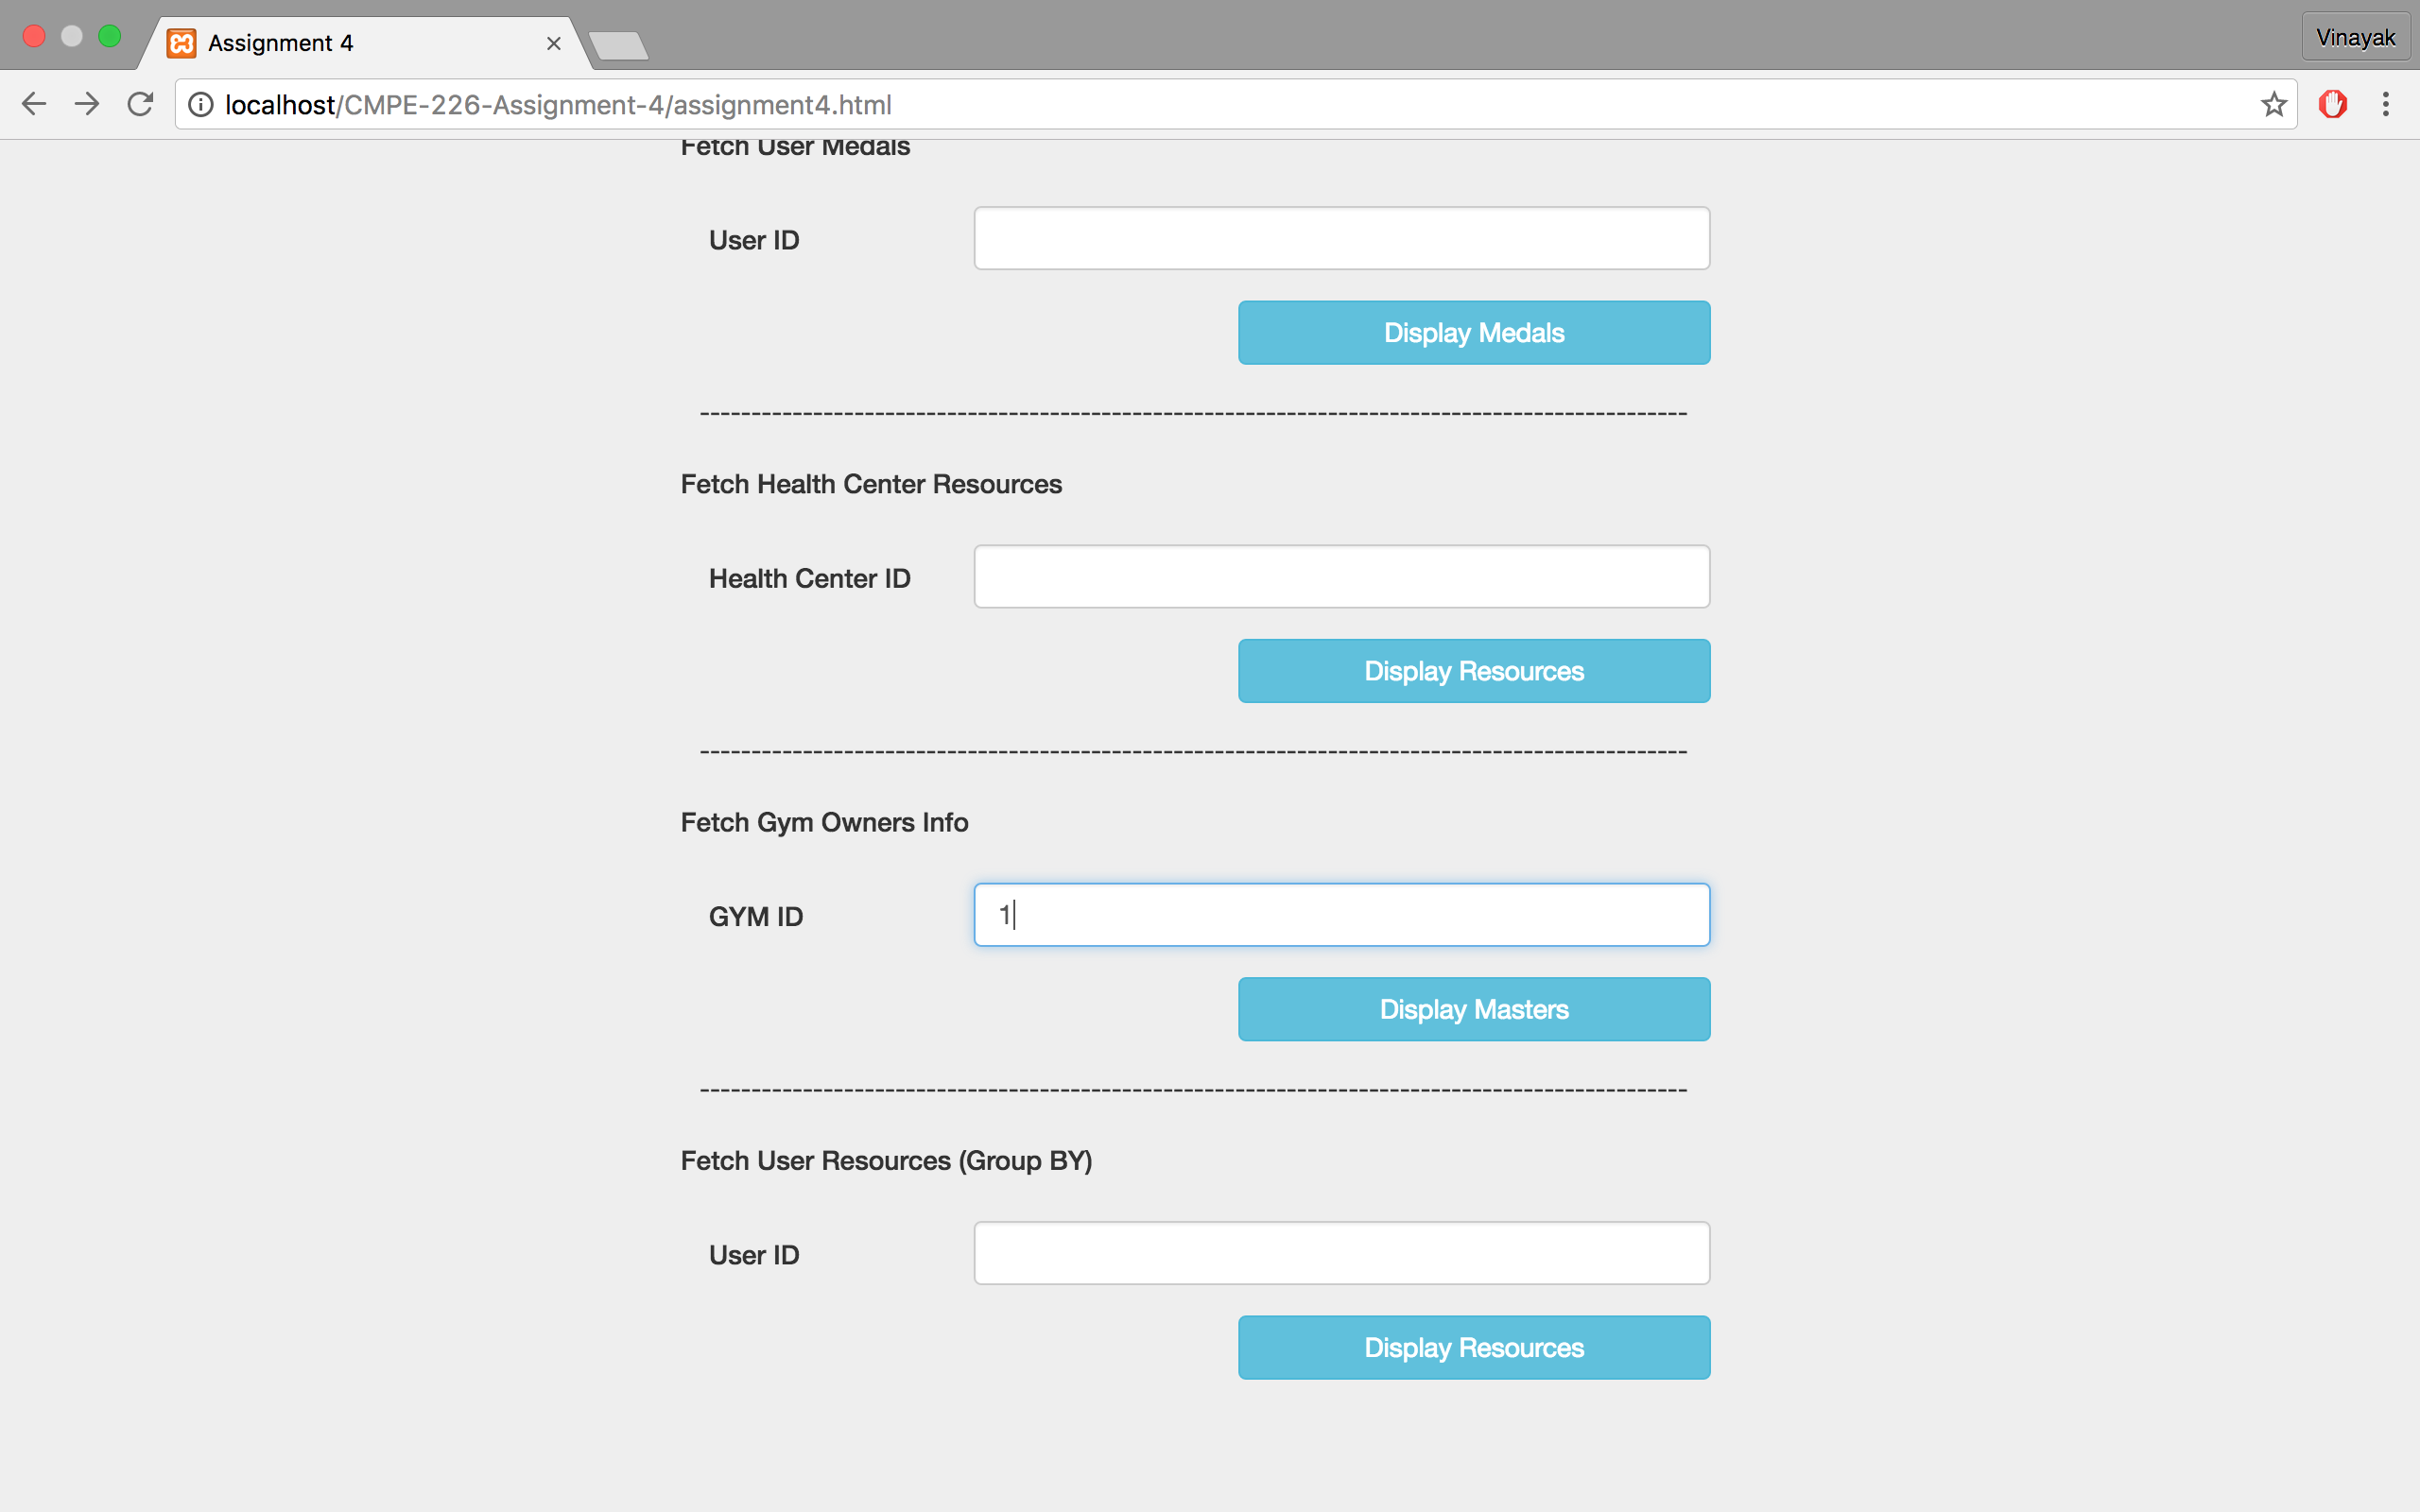 Assignment 4
Vinayak
localhost/CMPE-226-Assignment-4/assignment4.html
Fetch User Medals
User ID
Display Medals
------------------------------------------------------------------------------------------------
Fetch Health Center Resources
Health Center ID
Display Resources
------------------------------------------------------------------------------------------------
Fetch Gym Owners Info
GYM ID
1
Display Masters
------------------------------------------------------------------------------------------------
Fetch User Resources (Group BY)
User ID
Display Resources